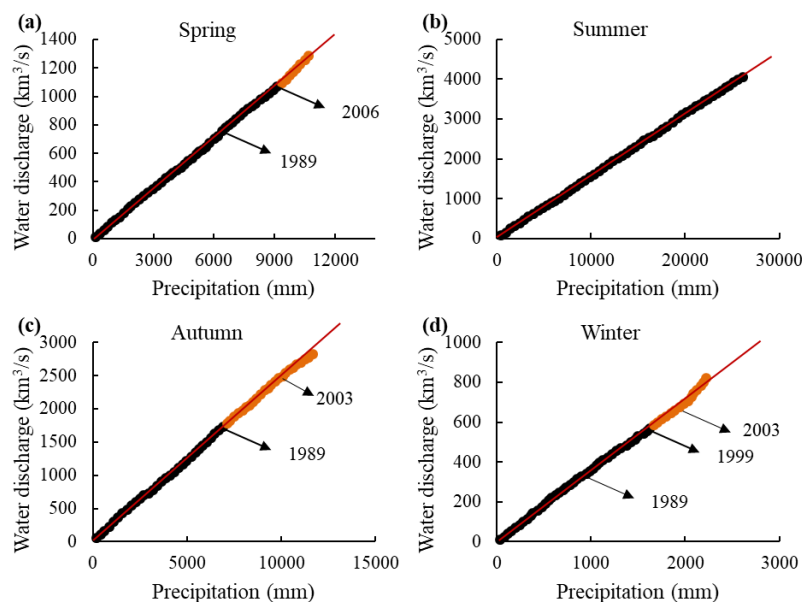 (a)
Spring
Water discharge (km³/s)
1400
1200
1000
800
600
400
200
0
2006
1989
0 3000 6000 9000 12000
Precipitation (mm)
(b)
Summer
Water discharge (km³/s)
5000
4000
3000
2000
1000
0
0 10000 20000 30000
Precipitation (mm)
(c)
Autumn
Water discharge (km³/s)
3000
2500
2000
1500
1000
500
0
2003
1989
0 5000 10000 15000
Precipitation (mm)
(d)
Winter
Water discharge (km³/s)
1000
800
600
400
200
0
2003
1999
1989
0 1000 2000 3000
Precipitation (mm)